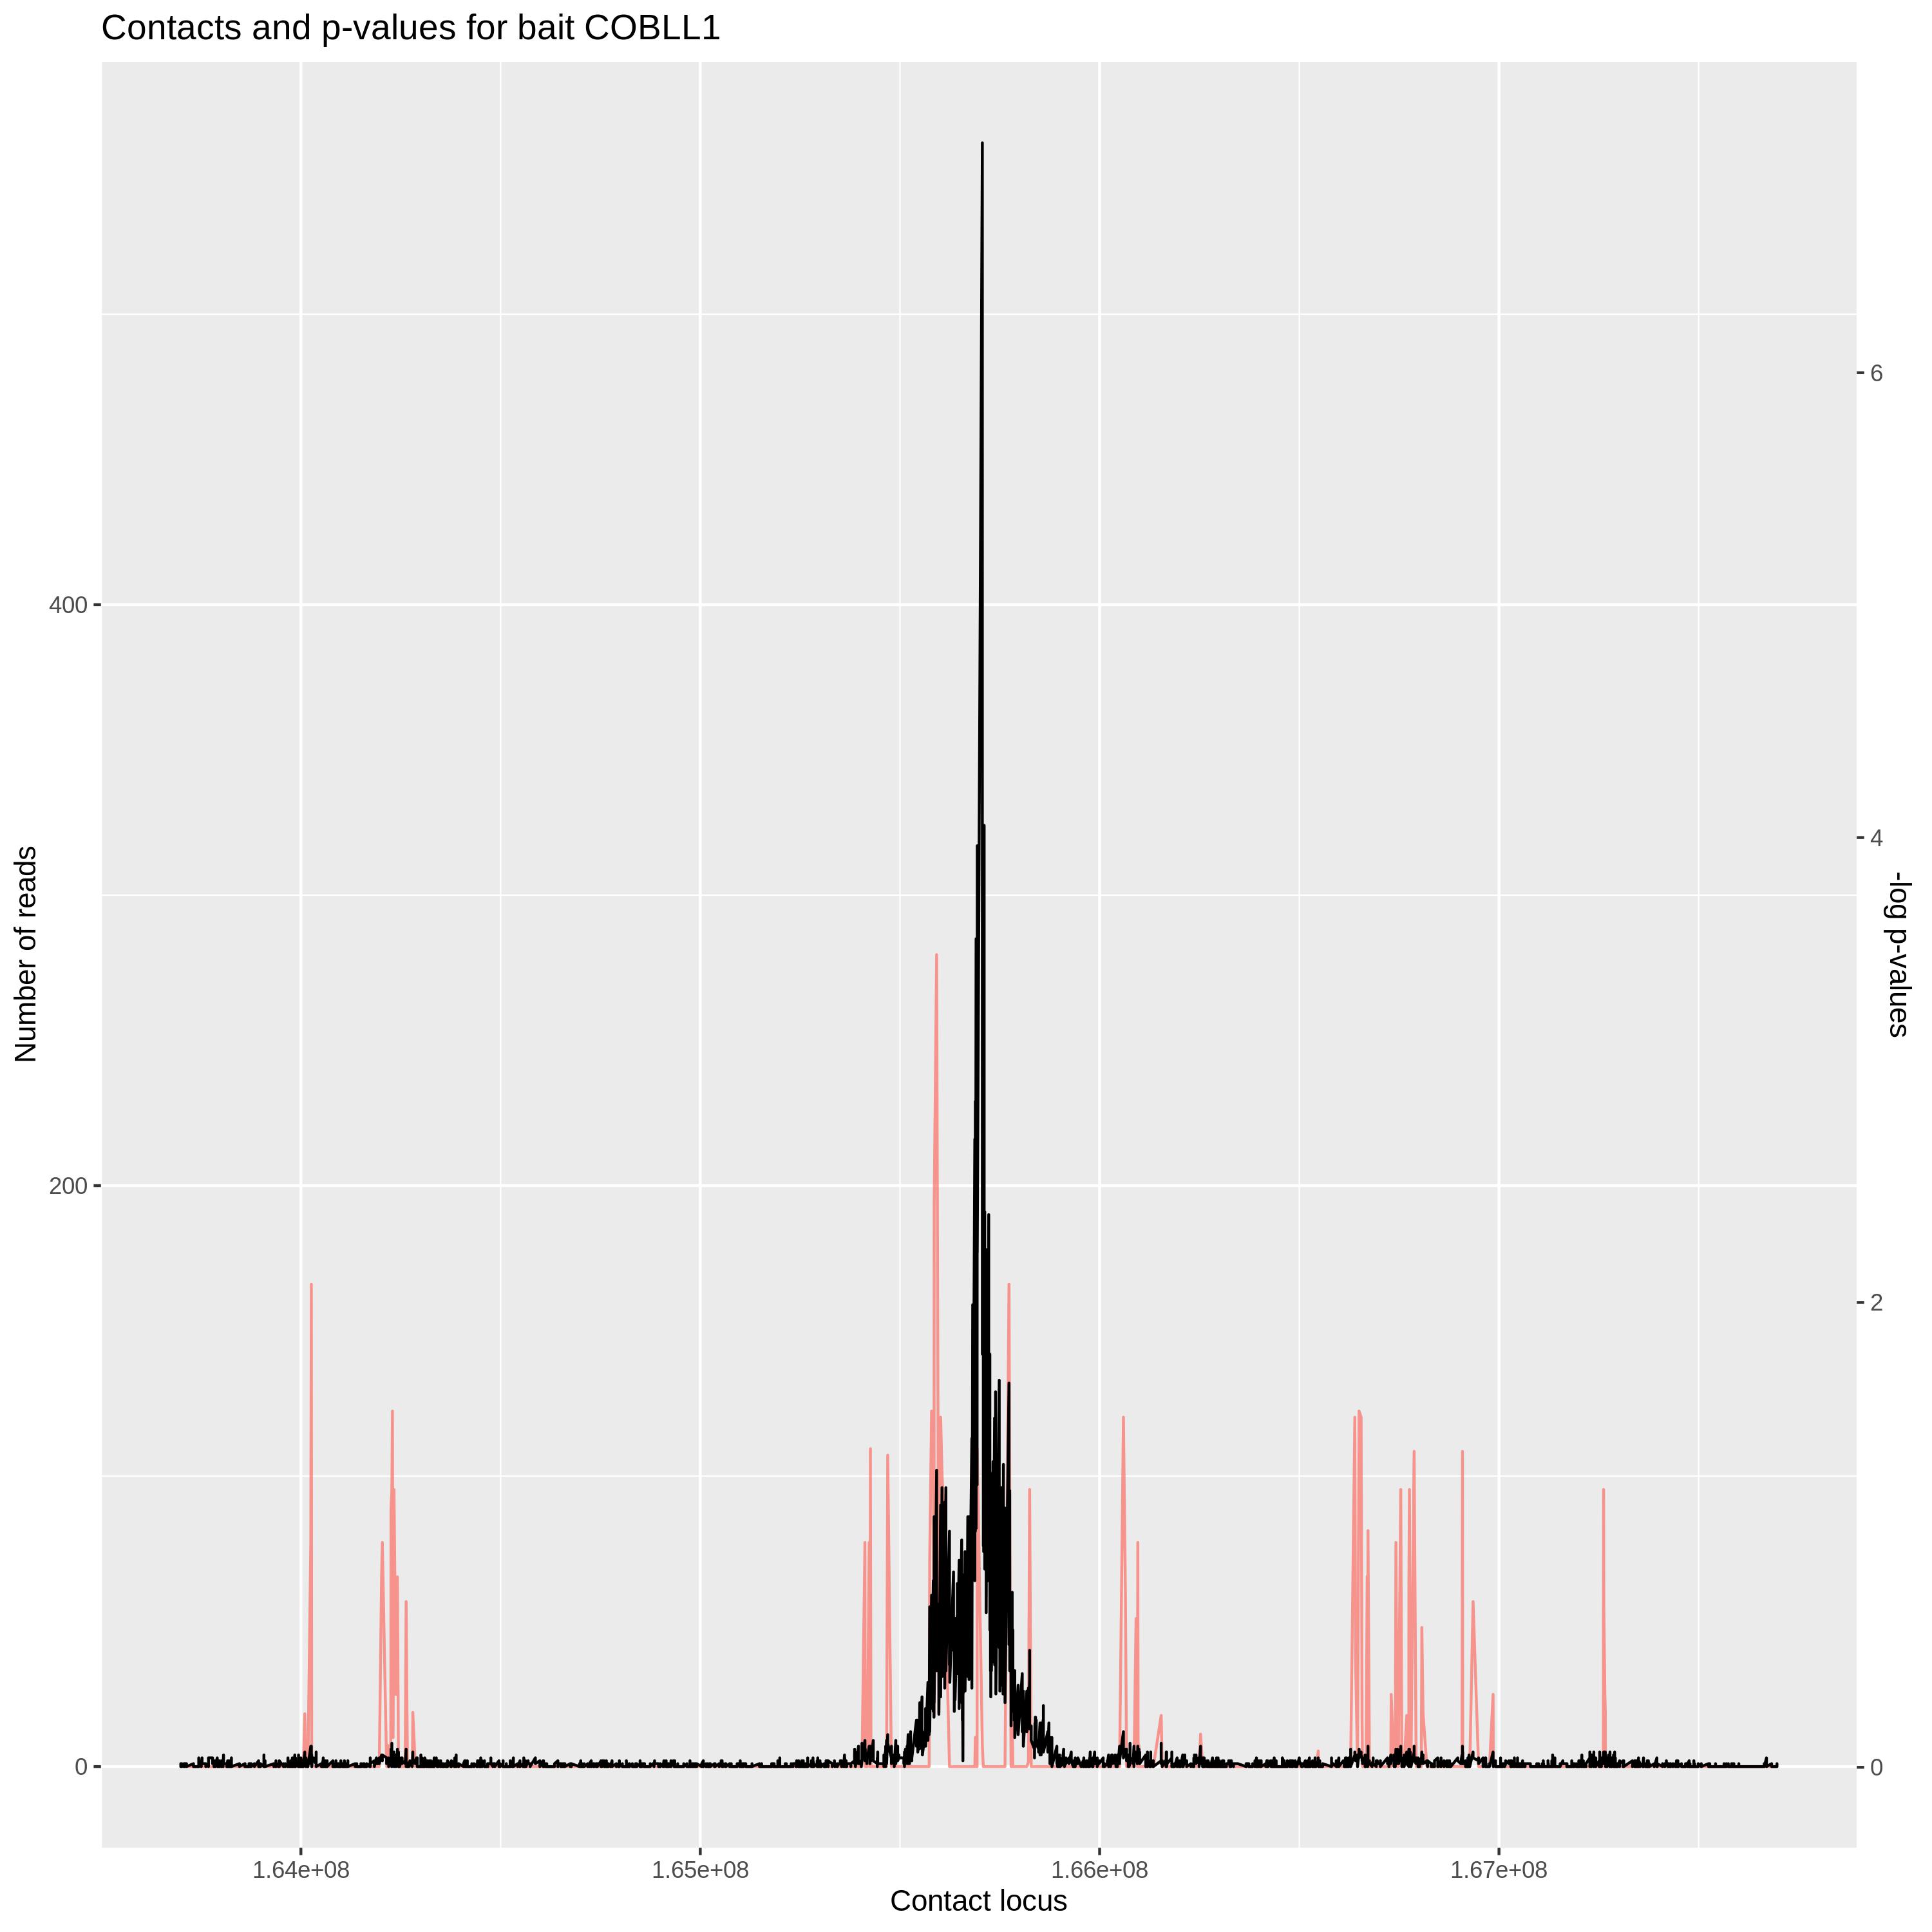 Contacts and p-values for bait COBLL1
Number of reads
400
200
0
6
4
2
0
-log p-values
1.64e+08
1.65e+08
1.66e+08
1.67e+08
Contact locus